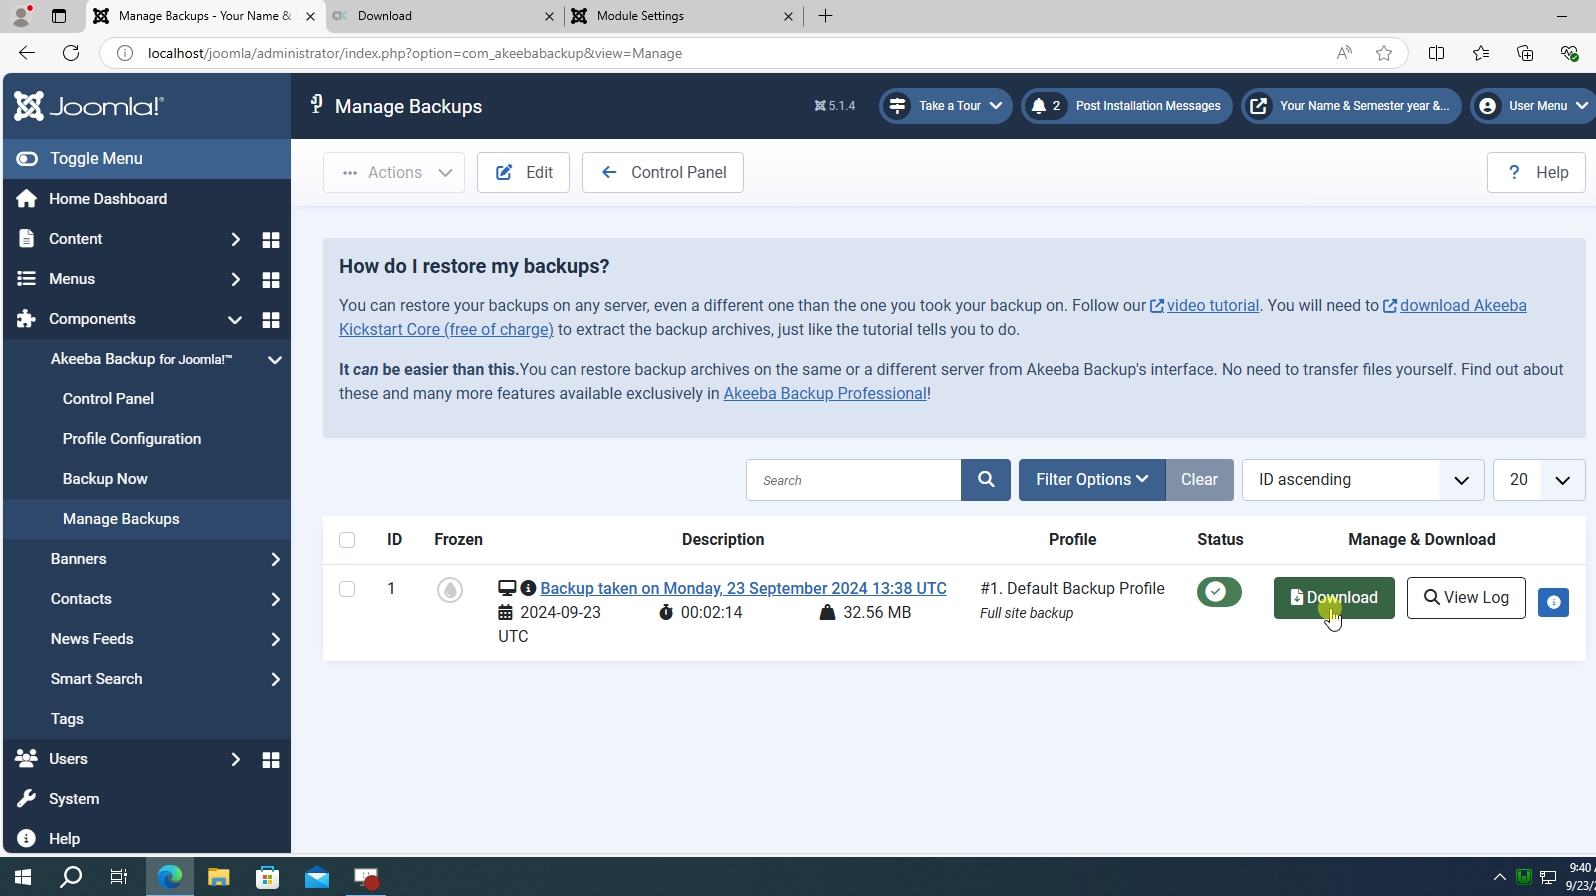 Manage Backups - Your Name &
Download
Module Settings
localhost/joomla/administrator/index.php?option=com_akeebabackup&view=Manage
Joomla!
Manage Backups
5.1.4
Take a Tour
2
Post Installation Messages
Your Name & Semester year &...
User Menu
Toggle Menu
Home Dashboard
Content
Menus
Components
Akeeba Backup for Joomla!™
Control Panel
Profile Configuration
Backup Now
Manage Backups
Banners
Contacts
News Feeds
Smart Search
Tags
Users
System
Help
Actions
Edit
Control Panel
? Help
How do I restore my backups?
You can restore your backups on any server, even a different one than the one you took your backup on. Follow our video tutorial. You will need to download Akeeba
Kickstart Core (free of charge) to extract the backup archives, just like the tutorial tells you to do.
It can be easier than this.You can restore backup archives on the same or a different server from Akeeba Backup's interface. No need to transfer files yourself. Find out about
these and many more features available exclusively in Akeeba Backup Professional!
Search
Filter Options
Clear
ID ascending
20
ID
Frozen
Description
Profile
Status
Manage & Download
1
Backup taken on Monday, 23 September 2024 13:38 UTC
2024-09-23
UTC
00:02:14
32.56 MB
#1. Default Backup Profile
Full site backup
Download
View Log
9:40
9/23/